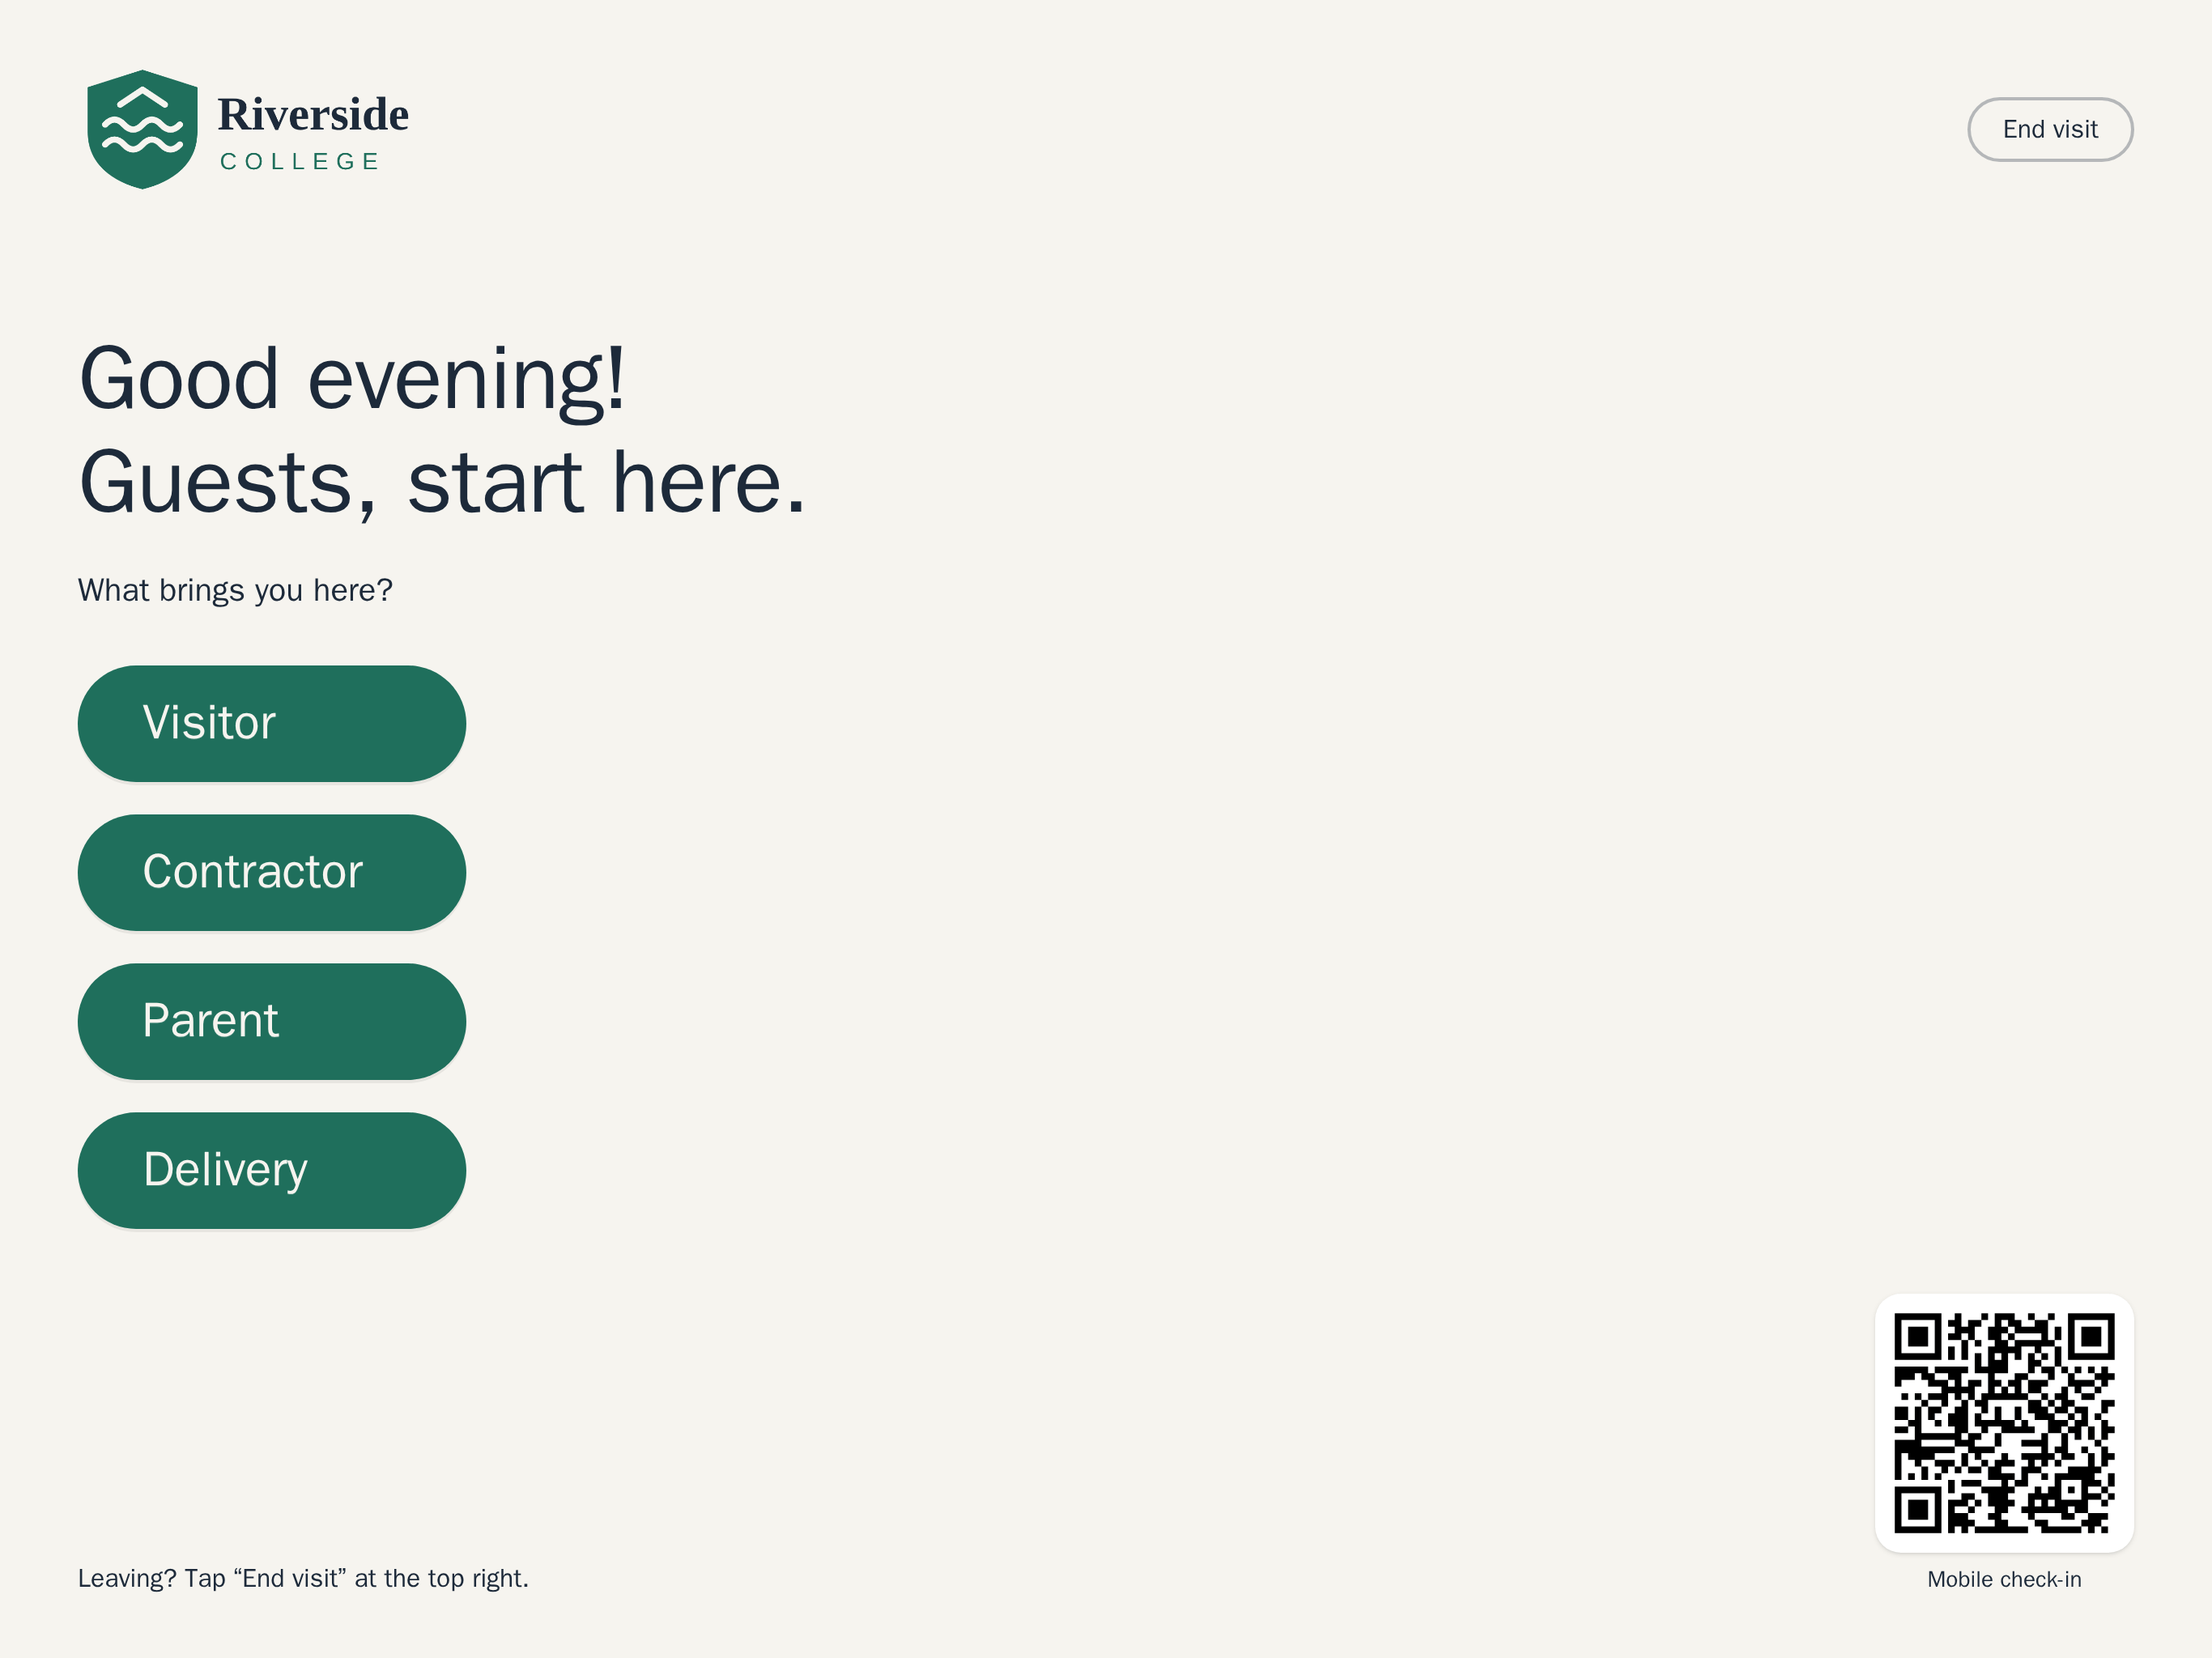 Riverside
COLLEGE
End visit
Good evening!
Guests, start here.
What brings you here?
Visitor
Contractor
Parent
Delivery
Leaving? Tap “End visit” at the top right.
Mobile check-in